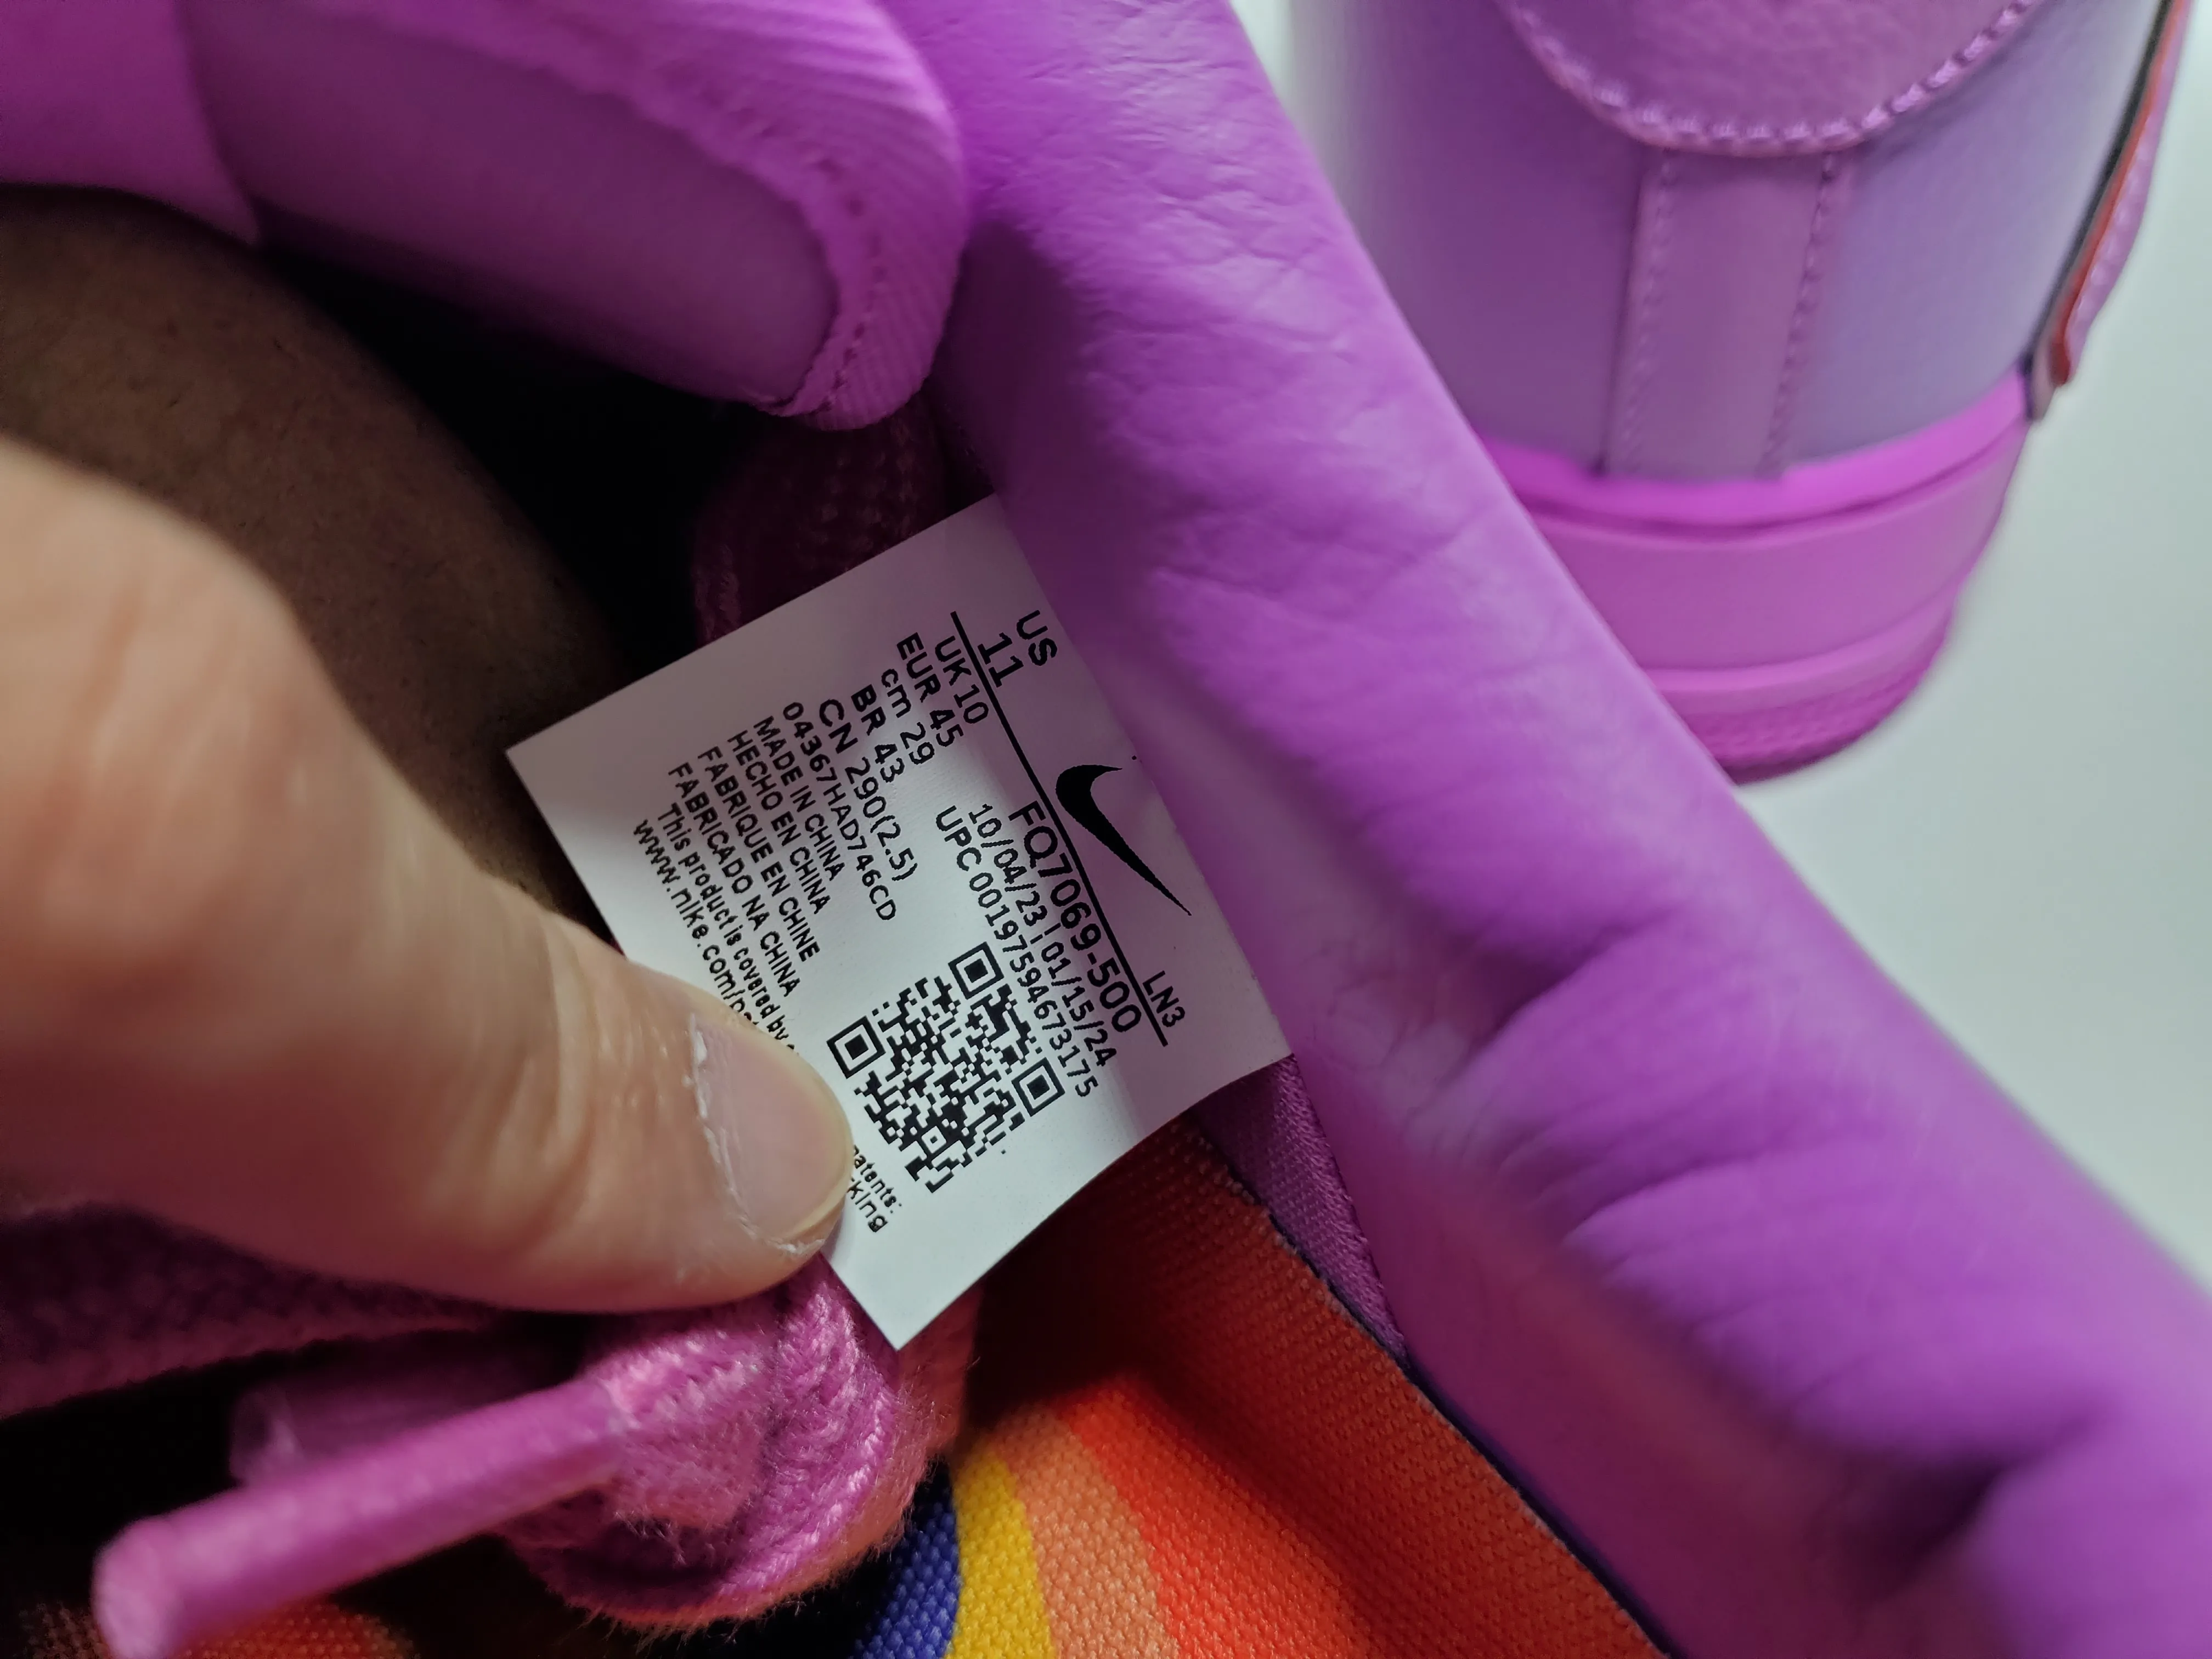 US
11
LN3
UK 10
FQ7069-500
EUR 45
10/04/23 | 01/15/24
cm 29
UPC 00197594673175
BR 43
CN 290(2.5)
04367HAD746CD
MADE IN CHINA
HECHO EN CHINA
FABRIQUE EN CHINE
FABRICADO NA CHINA
This product is covered by patents:
www.nike.com/